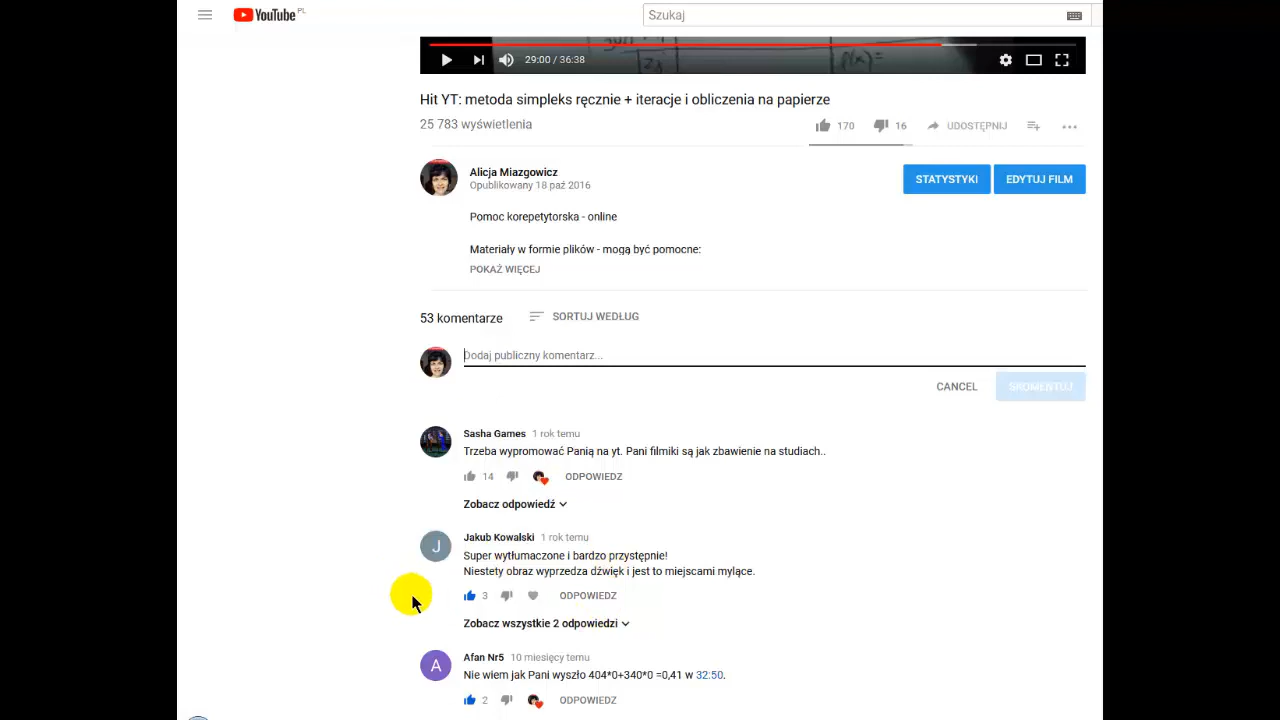 YouTube PL
Szukaj
f(x)=
29:00 / 36:38
Hit YT: metoda simpleks ręcznie + iteracje i obliczenia na papierze
25 783 wyświetlenia
170
16
UDOSTĘPNIJ
Alicja Miazgowicz
Opublikowany 18 paź 2016
STATYSTYKI
EDYTUJ FILM
Pomoc korepetytorska - online
Materiały w formie plików - mogą być pomocne:
POKAŻ WIĘCEJ
53 komentarze
SORTUJ WEDŁUG
Dodaj publiczny komentarz...
CANCEL
SKOMENTUJ
Sasha Games 1 rok temu
Trzeba wypromować Panią na yt. Pani filmiki są jak zbawienie na studiach..
14
ODPOWIEDZ
Zobacz odpowiedź
J
Jakub Kowalski 1 rok temu
Super wytłumaczone i bardzo przystępnie!
Niestety obraz wyprzedza dźwięk i jest to miejscami mylące.
3
ODPOWIEDZ
Zobacz wszystkie 2 odpowiedzi
A
Afan Nr5 10 miesięcy temu
Nie wiem jak Pani wyszło 404*0+340*0 =0,41 w 32:50.
2
ODPOWIEDZ